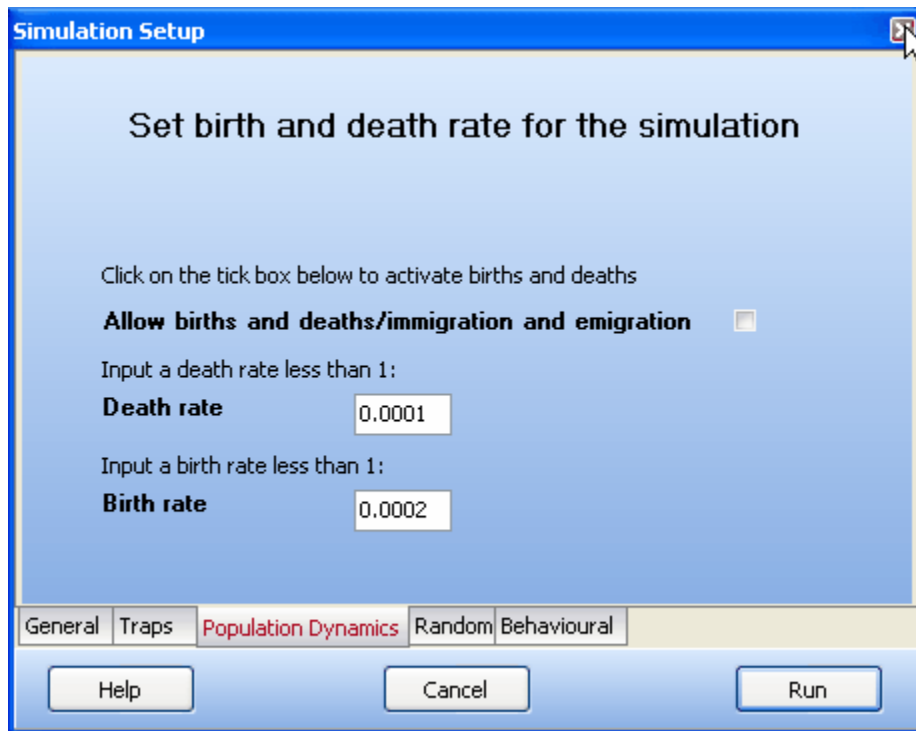 Simulation Setup
Set birth and death rate for the simulation
Click on the tick box below to activate births and deaths
Allow births and deaths/immigration and emigration
Input a death rate less than 1:
Death rate 0.0001
Input a birth rate less than 1:
Birth rate 0.0002
General Traps Population Dynamics Random Behavioural
Help Cancel Run